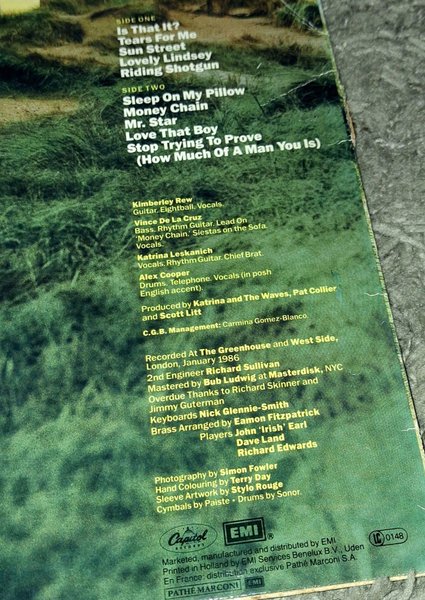 SIDE ONE
Is That It?
Tears For Me
Sun Street
Lovely Lindsey
Riding Shotgun
SIDE TWO
Sleep On My Pillow
Money Chain
Mr. Star
Love That Boy
Stop Trying To Prove
(How Much Of A Man You Is)
Kimberley Rew
Guitar, Eightball, Vocals.
Vince De La Cruz
Bass, Rhythm Guitar, Lead On
'Money Chain.' Siestas on the Sofa.
Vocals.
Katrina Leskanich
Vocals, Rhythm Guitar, Chief Brat.
Alex Cooper
Drums, Telephone, Vocals (in posh
English accent).
Produced by Katrina and The Waves, Pat Collier
and Scott Litt
C.G.B. Management: Carmina Gomez-Blanco.
Recorded At The Greenhouse and West Side,
London, January 1986
2nd Engineer Richard Sullivan
Mastered by Bub Ludwig at Masterdisk, NYC
Overdue Thanks to Richard Skinner and
Jimmy Guterman
Keyboards Nick Glennie-Smith
Brass Arranged by Eamon Fitzpatrick
Players John 'Irish' Earl
Dave Land
Richard Edwards
Photography by Simon Fowler
Hand Colouring by Terry Day
Sleeve Artwork by Stylo Rouge
Cymbals by Paiste • Drums by Sonor.
Capitol
RECORDS
EMI
Marketed, manufactured and distributed by EMI
Printed in Holland by EMI Services Benelux B.V., Uden
LC 0148
En France: distribution exclusive Pathé Marconi S.A.
PATHÉ MARCONI EMI